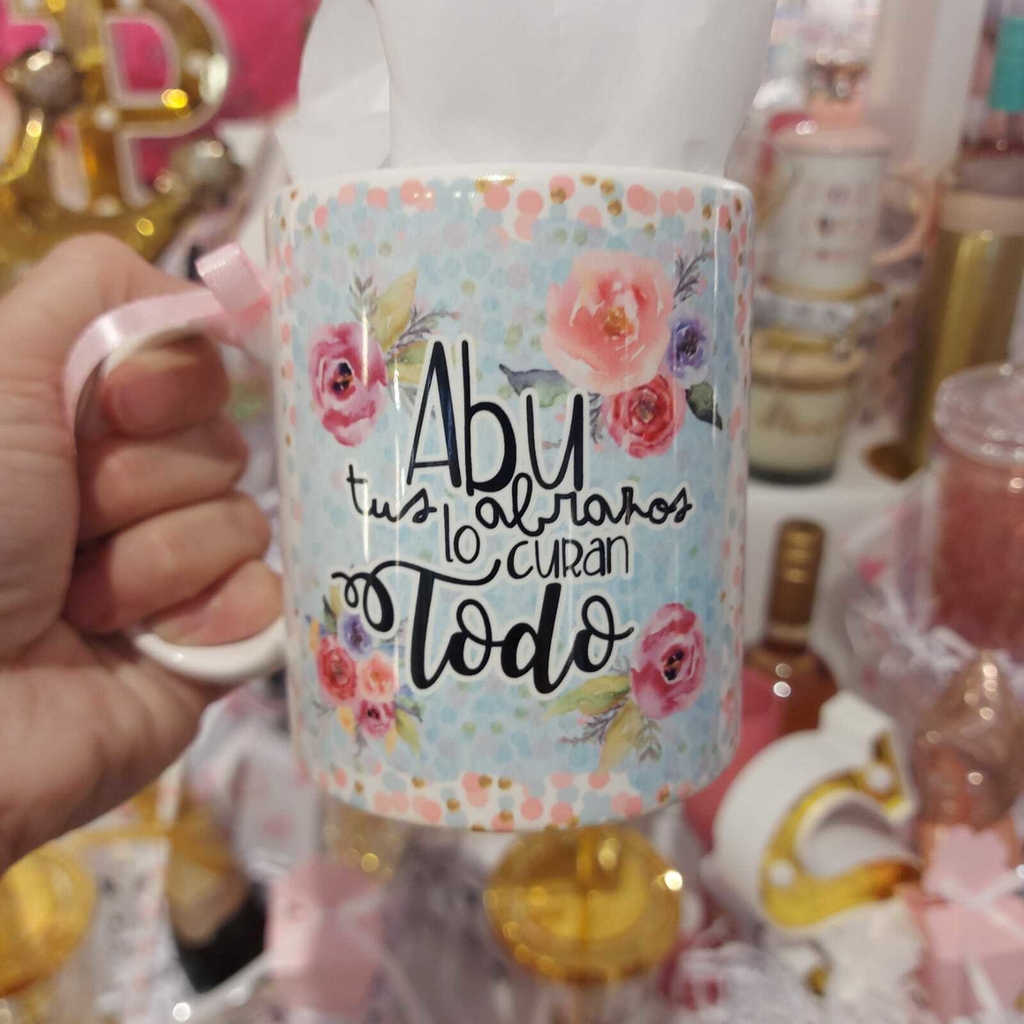 Abu
tus abrazos
lo curan
Todo